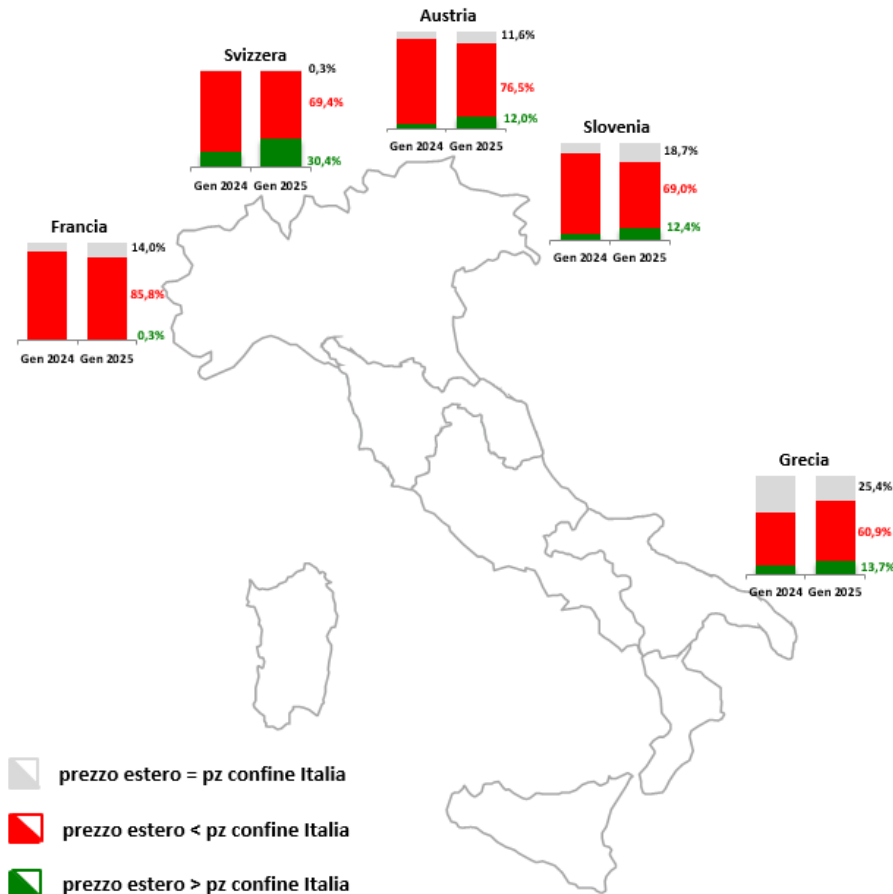 Austria
11,6%
76,5%
12,0%
Gen 2024 Gen 2025
Svizzera
0,3%
69,4%
30,4%
Gen 2024 Gen 2025
Slovenia
18,7%
69,0%
12,4%
Gen 2024 Gen 2025
Francia
14,0%
85,8%
0,3%
Gen 2024 Gen 2025
Grecia
25,4%
60,9%
13,7%
Gen 2024 Gen 2025
prezzo estero = pz confine Italia
prezzo estero < pz confine Italia
prezzo estero > pz confine Italia